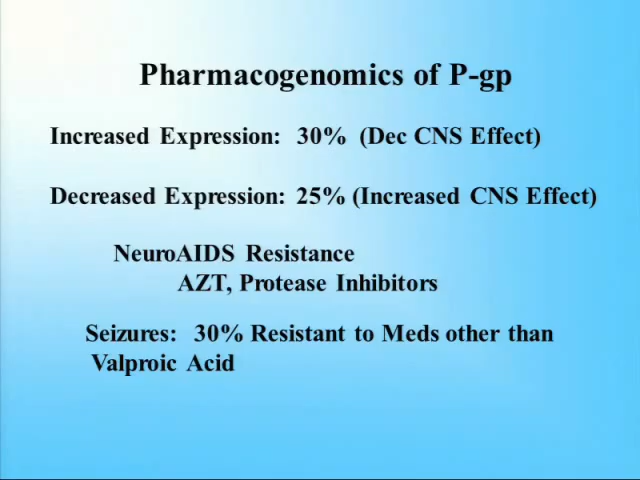 Pharmacogenomics of P-gp
Increased Expression: 30% (Dec CNS Effect)
Decreased Expression: 25% (Increased CNS Effect)
NeuroAIDS Resistance
AZT, Protease Inhibitors
Seizures: 30% Resistant to Meds other than
Valproic Acid